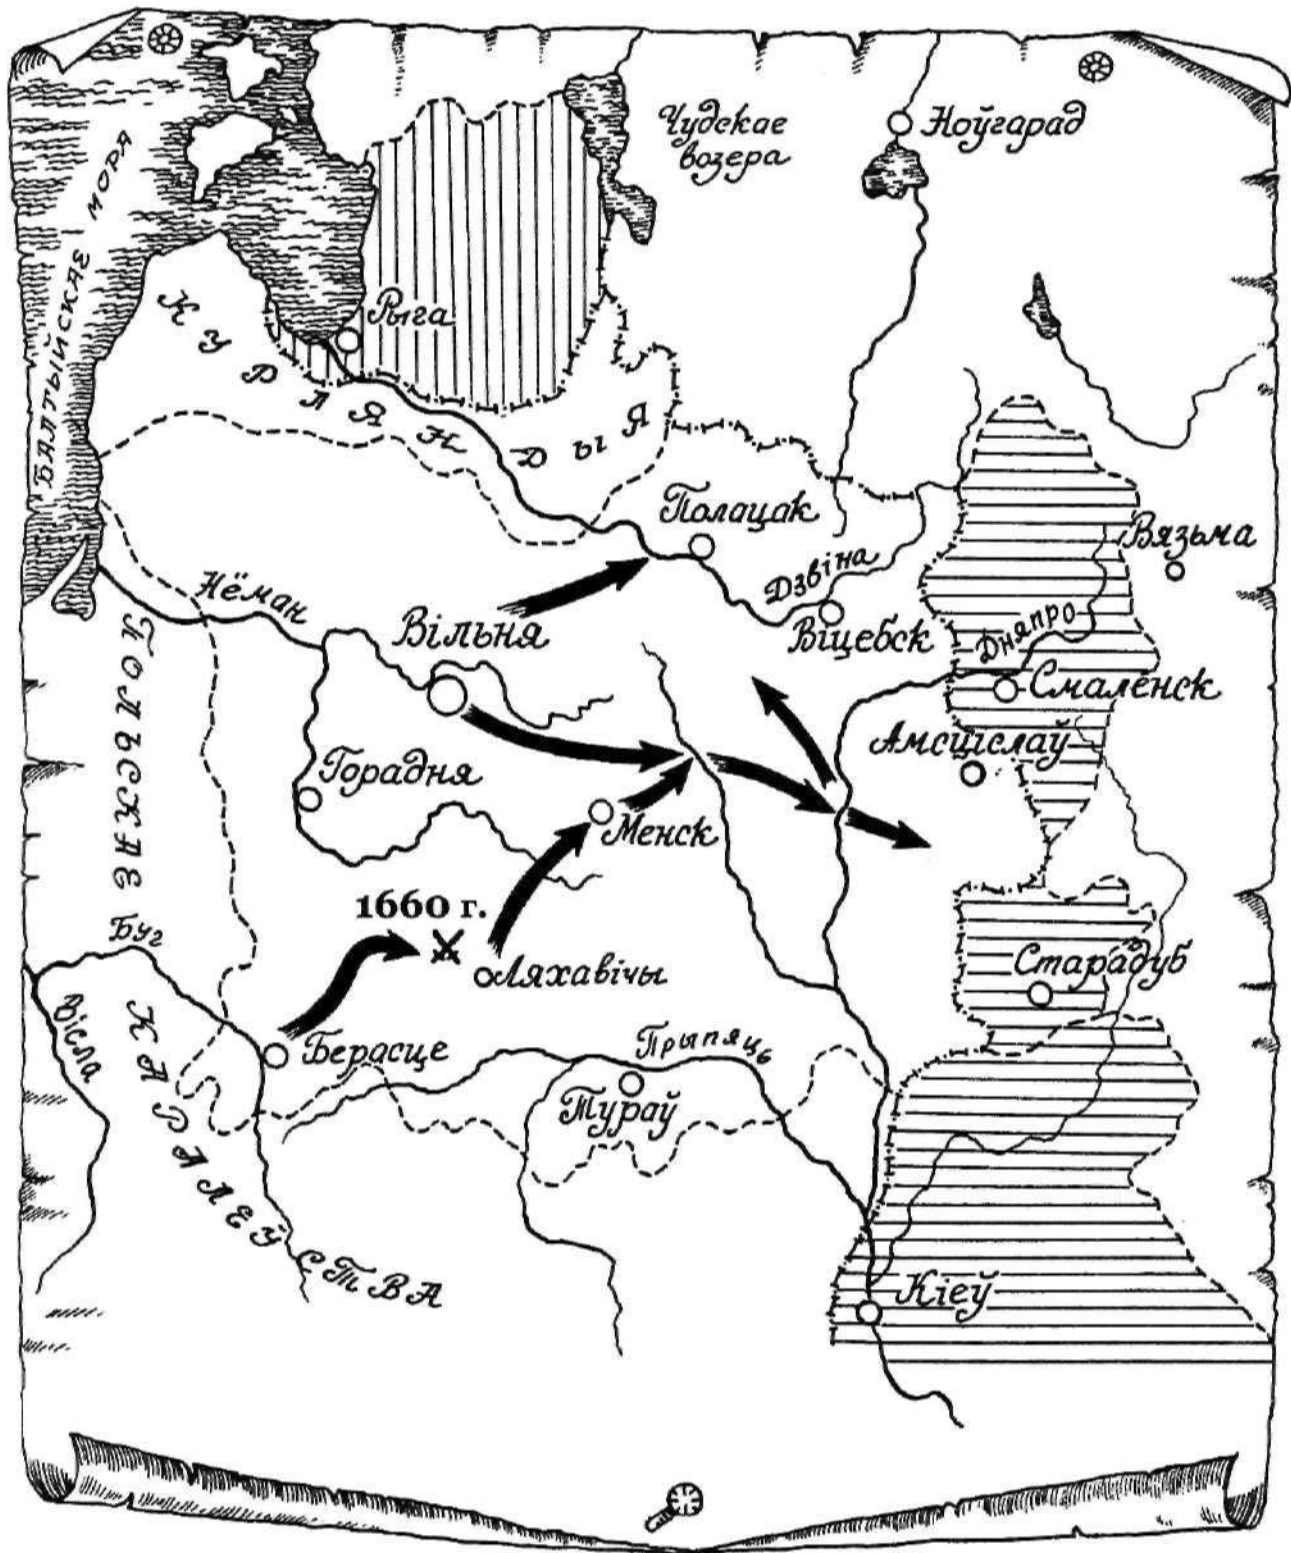 Чудскае
возера
Ноўгарад
БАЛТЫЙСКАЕ МОРА
Рыга
КУРЛЯНДЫЯ
Полацак
Вязьма
Дзвіна
Нёман
Вільня
Віцебск
Дняпро
Смаленск
Амсціслаў
Горадня
Менск
ПОЛЬСКАЕ
1660 г.
Буг
Ляхавічы
Старадуб
Вісла
КАРАЛЕЎСТВА
Берасце
Прыпяць
Тураў
Кіеў